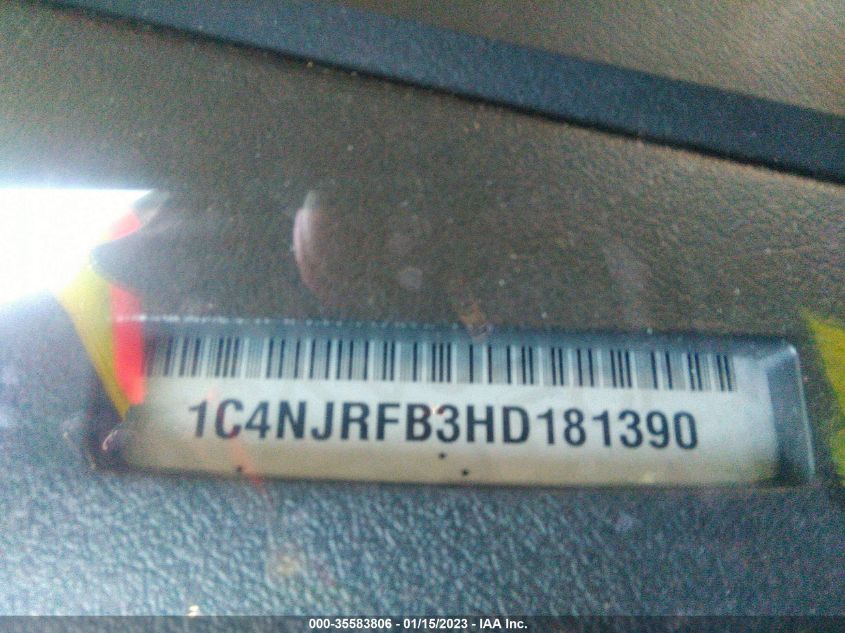 1C4NJRFB3HD181390
000-35583806 - 01/15/2023 - IAA Inc.